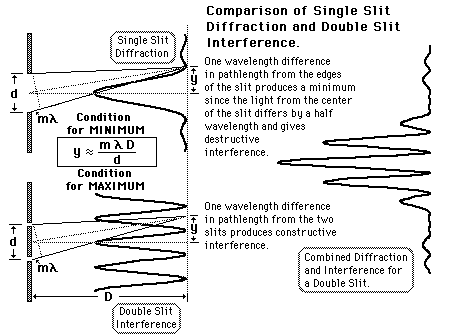 Comparison of Single Slit
Diffraction and Double Slit
Interference.
Single Slit
Diffraction
One wavelength difference
in pathlength from the edges
of the slit produces a minimum
since the light from the center
of the slit differs by a half
wavelength and gives
destructive
interference.
y
d
mλ
Condition
for MINIMUM
y ≈ mλD
d
Condition
for MAXIMUM
One wavelength difference
in pathlength from the two
slits produces constructive
interference.
y
d
mλ
D
Double Slit
Interference
Combined Diffraction
and Interference for
a Double Slit.